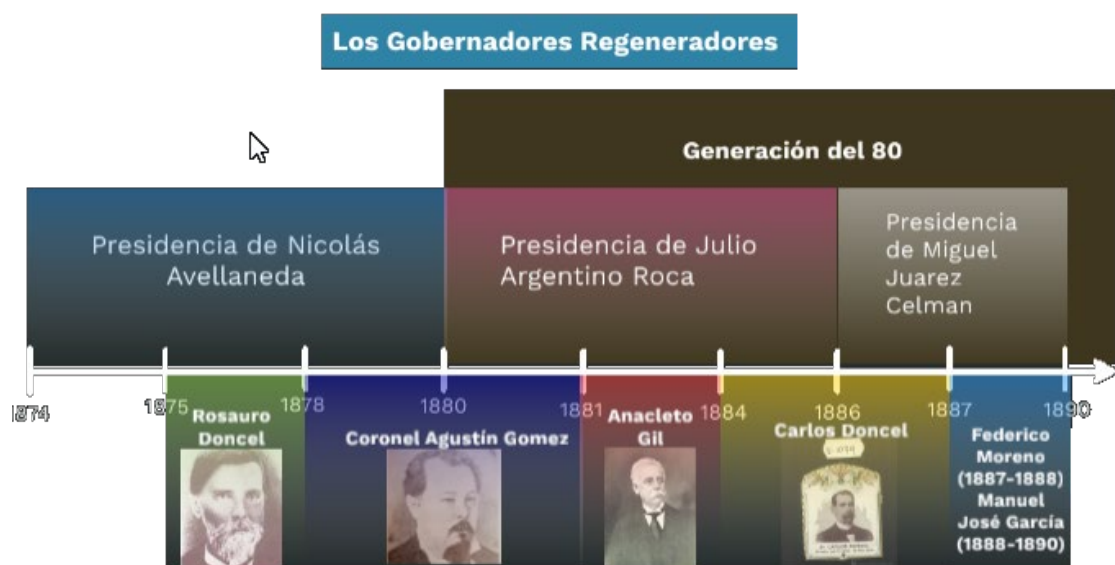 Los Gobernadores Regeneradores
Generación del 80
Presidencia de Nicolás
Avellaneda
Presidencia de Julio
Argentino Roca
Presidencia
de Miguel
Juarez
Celman
1874
1875
1878
1880
1881
1884
1886
1887
1890
Rosauro
Doncel
Coronel Agustín Gomez
Anacleto
Gil
Carlos Doncel
Federico
Moreno
(1887-1888)
Manuel
José García
(1888-1890)